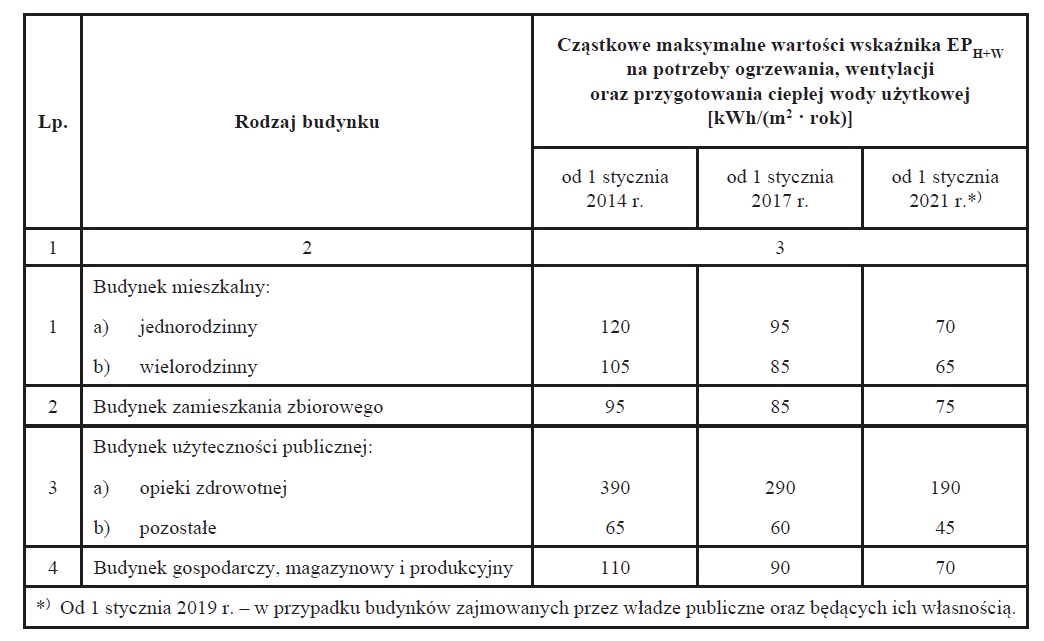 Lp.
Rodzaj budynku
Cząstkowe maksymalne wartości wskaźnika EP H+W
na potrzeby ogrzewania, wentylacji
oraz przygotowania ciepłej wody użytkowej
[kWh/(m² · rok)]
od 1 stycznia
2014 r.
od 1 stycznia
2017 r.
od 1 stycznia
2021 r.*)
1 2 3
Budynek mieszkalny:
1 a) jednorodzinny 120 95 70
b) wielorodzinny 105 85 65
2 Budynek zamieszkania zbiorowego 95 85 75
Budynek użyteczności publicznej:
3 a) opieki zdrowotnej 390 290 190
b) pozostałe 65 60 45
4 Budynek gospodarczy, magazynowy i produkcyjny 110 90 70
*) Od 1 stycznia 2019 r. – w przypadku budynków zajmowanych przez władze publiczne oraz będących ich własnością.